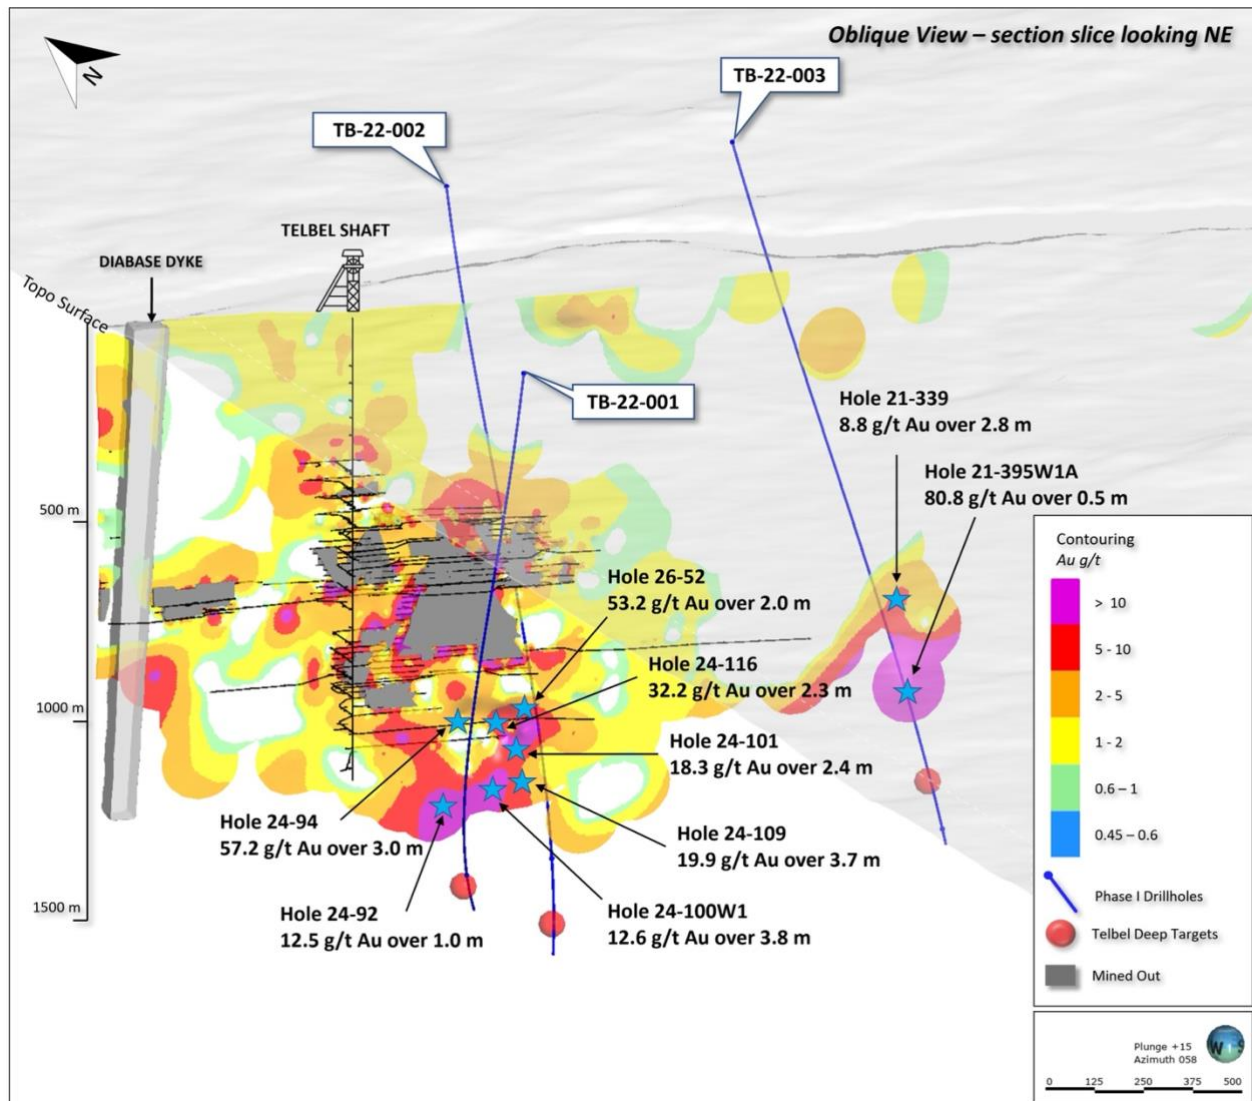 Oblique View – section slice looking NE
N
TB-22-003
TB-22-002
TELBEL SHAFT
DIABASE DYKE
Topo Surface
TB-22-001
Hole 21-339
8.8 g/t Au over 2.8 m
Hole 21-395W1A
80.8 g/t Au over 0.5 m
500 m
Hole 26-52
53.2 g/t Au over 2.0 m
Hole 24-116
32.2 g/t Au over 2.3 m
1000 m
Hole 24-101
18.3 g/t Au over 2.4 m
Hole 24-94
57.2 g/t Au over 3.0 m
Hole 24-109
19.9 g/t Au over 3.7 m
Hole 24-92
12.5 g/t Au over 1.0 m
Hole 24-100W1
12.6 g/t Au over 3.8 m
1500 m
Contouring
Au g/t
> 10
5 - 10
2 - 5
1 - 2
0.6 – 1
0.45 – 0.6
Phase I Drillholes
Telbel Deep Targets
Mined Out
Plunge +15
Azimuth 058
W S
0 125 250 375 500